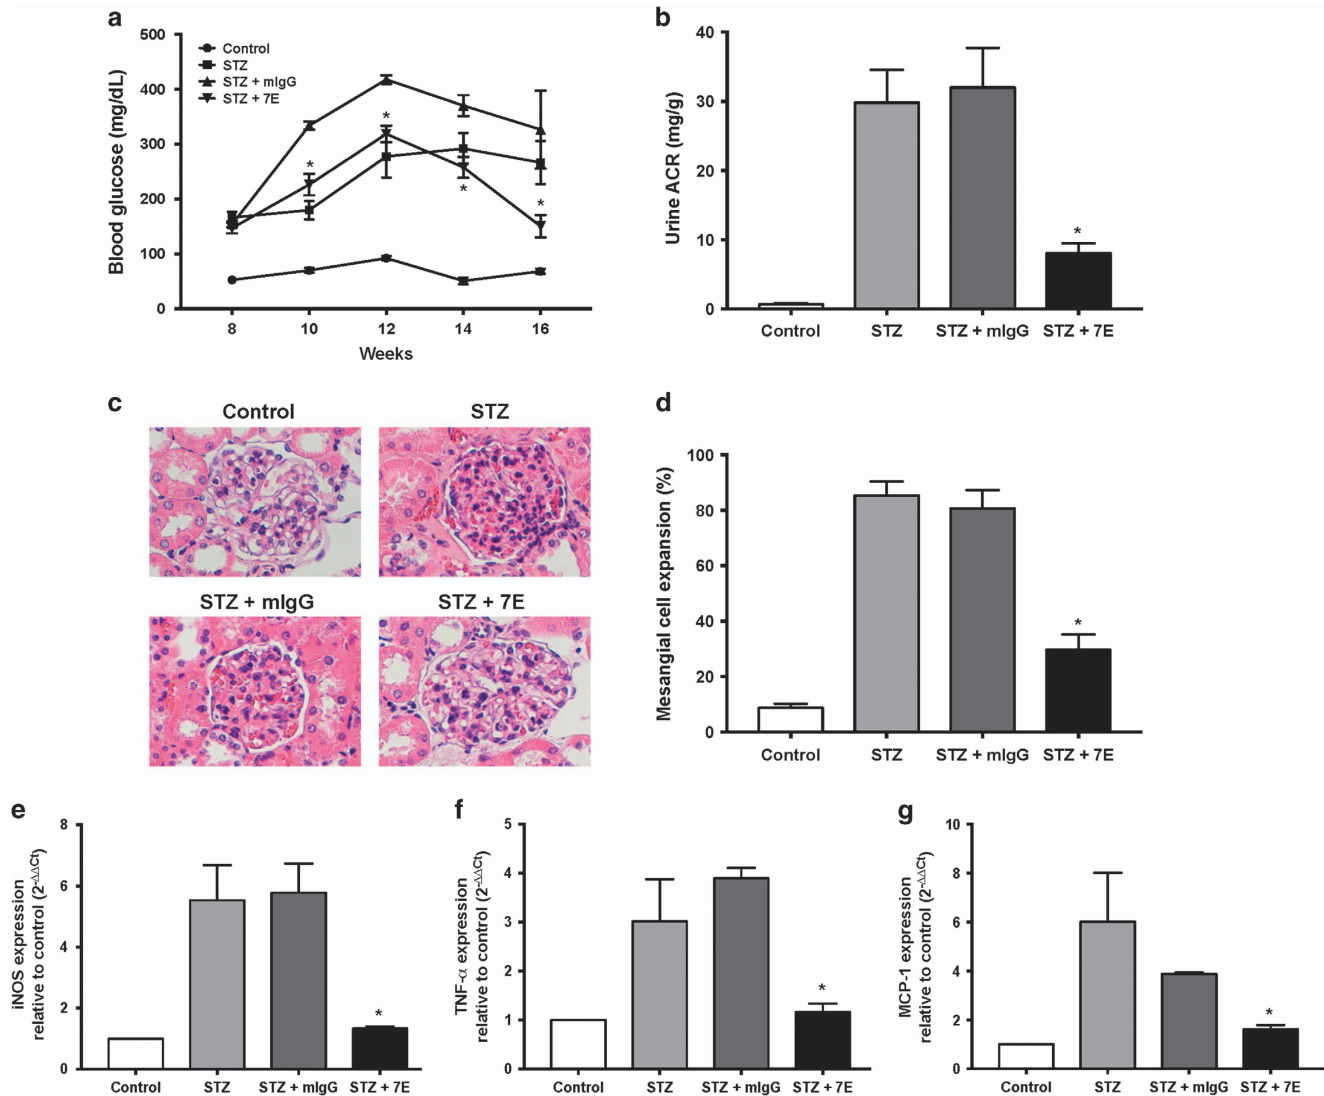 a
500
400
300
200
100
0
Blood glucose (mg/dL)
Control
STZ
STZ + mIgG
STZ + 7E
*
*
*
*
8 10 12 14 16
Weeks
b
40
30
20
10
0
Urine ACR (mg/g)
*
Control STZ STZ + mIgG STZ + 7E
c
Control STZ
STZ + mIgG STZ + 7E
d
100
80
60
40
20
0
Mesangial cell expansion (%)
*
Control STZ STZ + mIgG STZ + 7E
e
8
6
4
2
0
iNOS expression
relative to control (2-ΔΔCt)
*
Control STZ STZ + mIgG STZ + 7E
f
5
4
3
2
1
0
TNF-α expression
relative to control (2-ΔΔCt)
*
Control STZ STZ + mIgG STZ + 7E
g
10
8
6
4
2
0
MCP-1 expression
relative to control (2-ΔΔCt)
*
Control STZ STZ + mIgG STZ + 7E